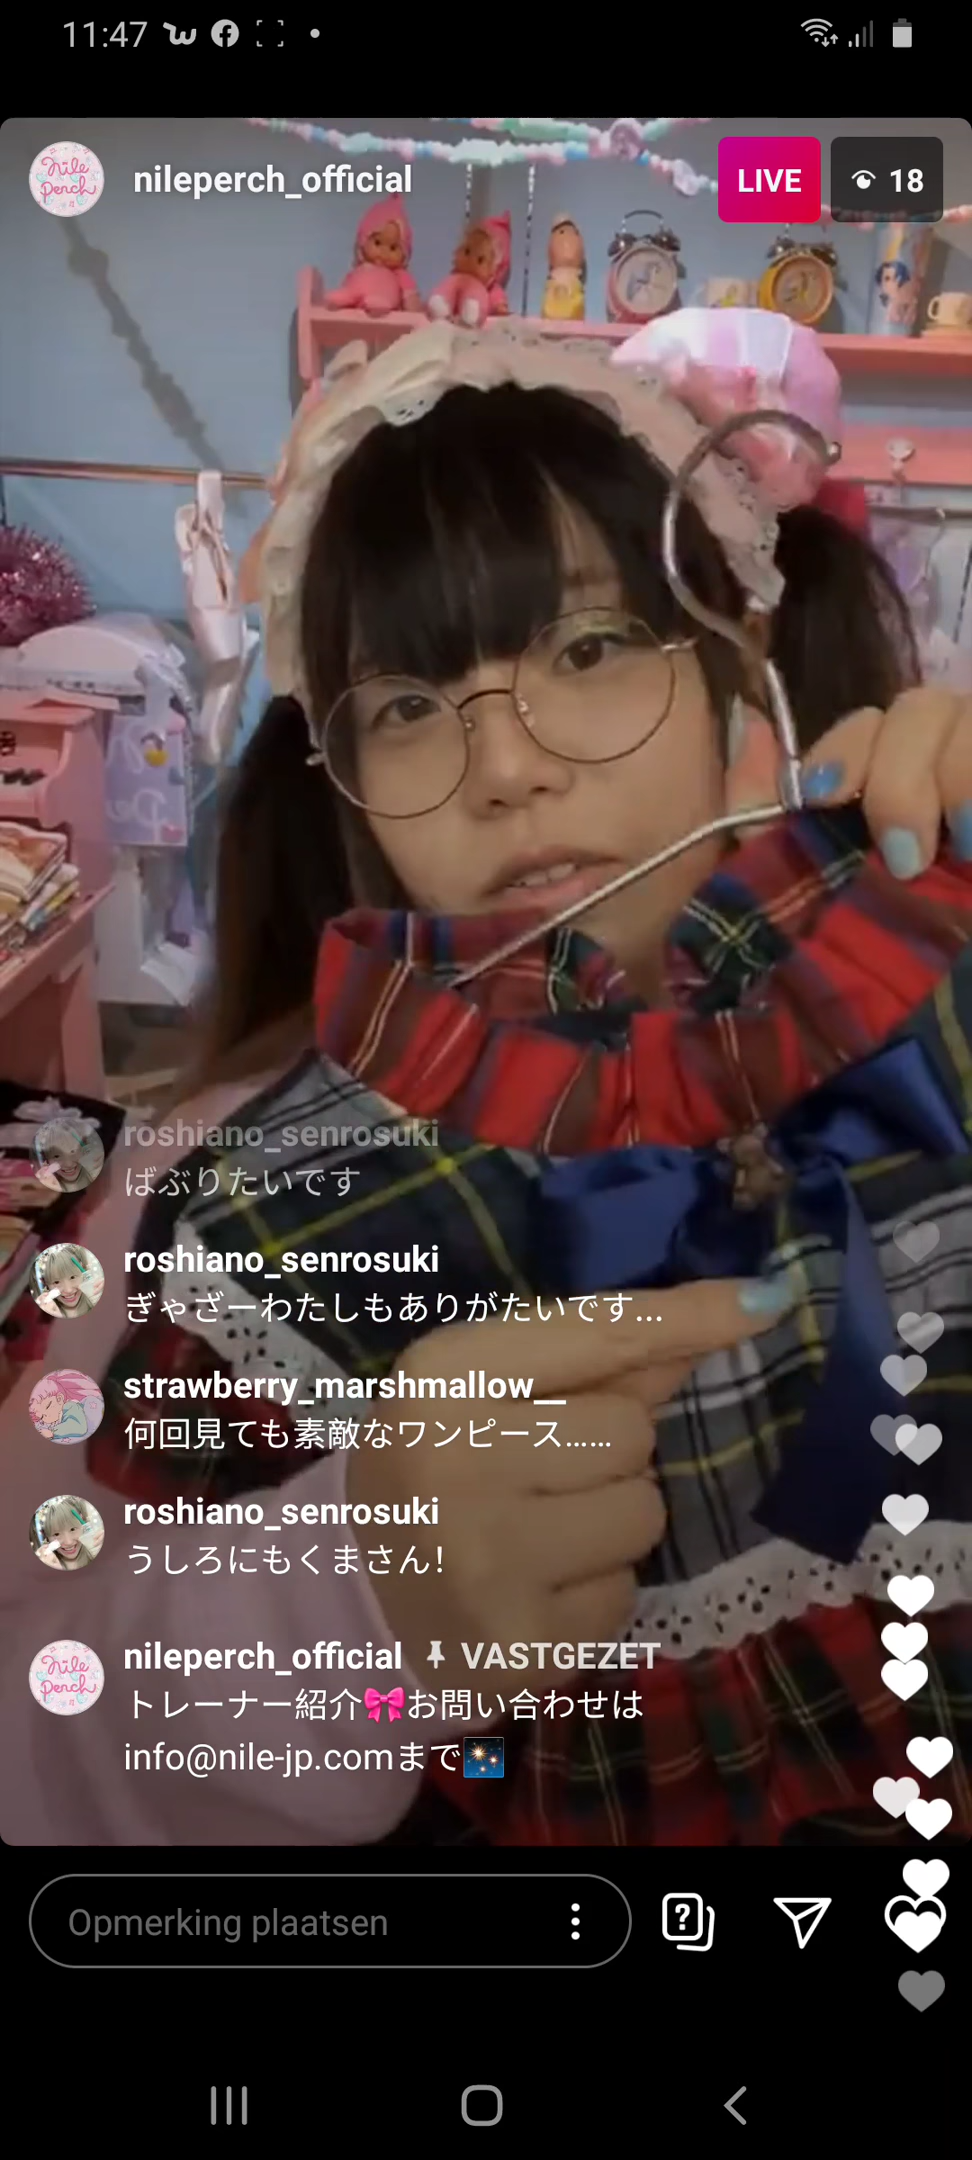 11:47
nile perch
nileperch_official
LIVE
18
roshiano_senrosuki
ばぶりたいです
roshiano_senrosuki
ぎゃざーわたしもありがたいです...
strawberry_marshmallow__
何回見ても素敵なワンピース......
roshiano_senrosuki
うしろにもくまさん!
nile perch
nileperch_official VASTGEZET
トレーナー紹介🎀お問い合わせは
info@nile-jp.comまで🎇
Opmerking plaatsen